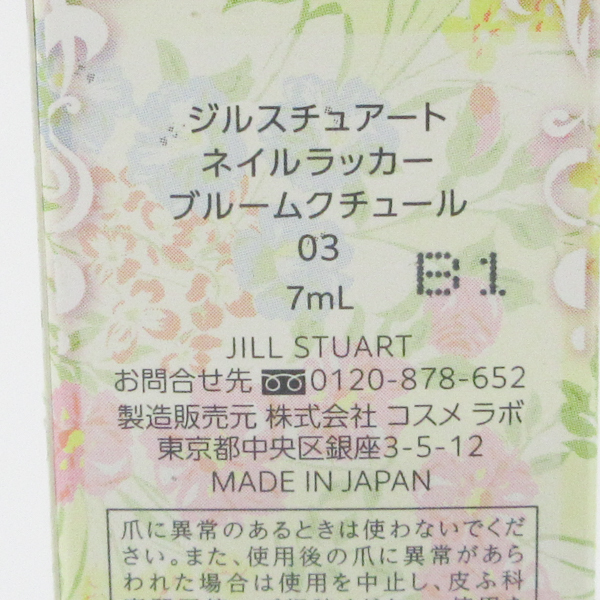 ジルスチュアート
ネイルラッカー
ブルームクチュール
03
7mL
B1
JILL STUART
お問合せ先 0120-878-652
製造販売元 株式会社 コスメ ラボ
東京都中央区銀座3-5-12
MADE IN JAPAN
爪に異常のあるときは使わないでくだ
さい。また、使用後の爪に異常があら
われた場合は使用を中止し、皮ふ科